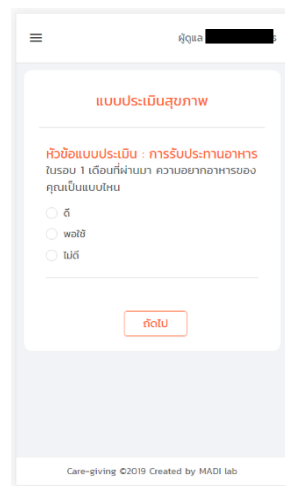 ผู้ดูแล
แบบประเมินสุขภาพ
หัวข้อแบบประเมิน : การรับประทานอาหาร
ในรอบ 1 เดือนที่ผ่านมา ความอยากอาหารของ
คุณเป็นแบบไหน
ดี
พอใช้
ไม่ดี
ถัดไป
Care-giving ©2019 Created by MADI lab